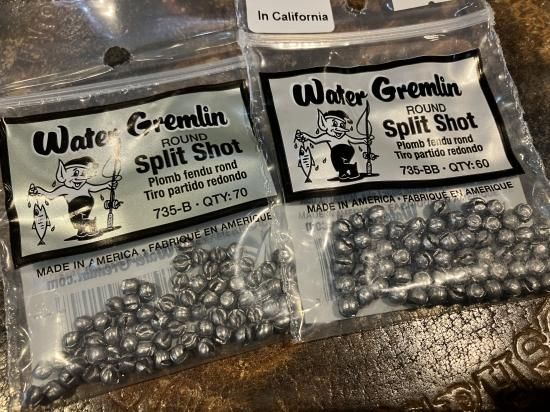 In California
Water Gremlin
ROUND
Split Shot
Plomb fendu rond
Tiro partido redondo
735-B • QTY: 70
MADE IN AMERICA • FABRIQUE EN AMERIQUE
Water Gremlin
ROUND
Split Shot
Plomb fendu rond
Tiro partido redondo
735-BB • QTY: 60
MADE IN AMERICA • FABRIQUÉ EN AMERIQUE